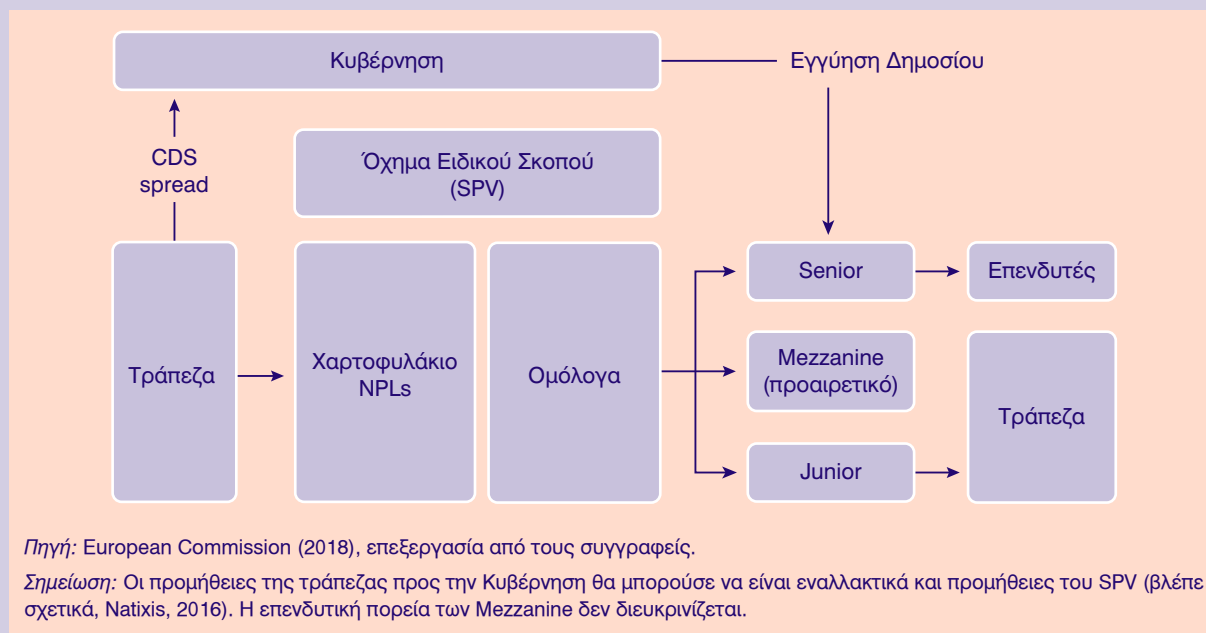 Κυβέρνηση
Εγγύηση Δημοσίου
CDS
spread
Όχημα Ειδικού Σκοπού
(SPV)
Τράπεζα
Χαρτοφυλάκιο
NPLs
Ομόλογα
Senior
Επενδυτές
Mezzanine
(προαιρετικό)
Τράπεζα
Junior
Πηγή: European Commission (2018), επεξεργασία από τους συγγραφείς.
Σημείωση: Οι προμήθειες της τράπεζας προς την Κυβέρνηση θα μπορούσε να είναι εναλλακτικά και προμήθειες του SPV (βλέπε
σχετικά, Natixis, 2016). Η επενδυτική πορεία των Mezzanine δεν διευκρινίζεται.